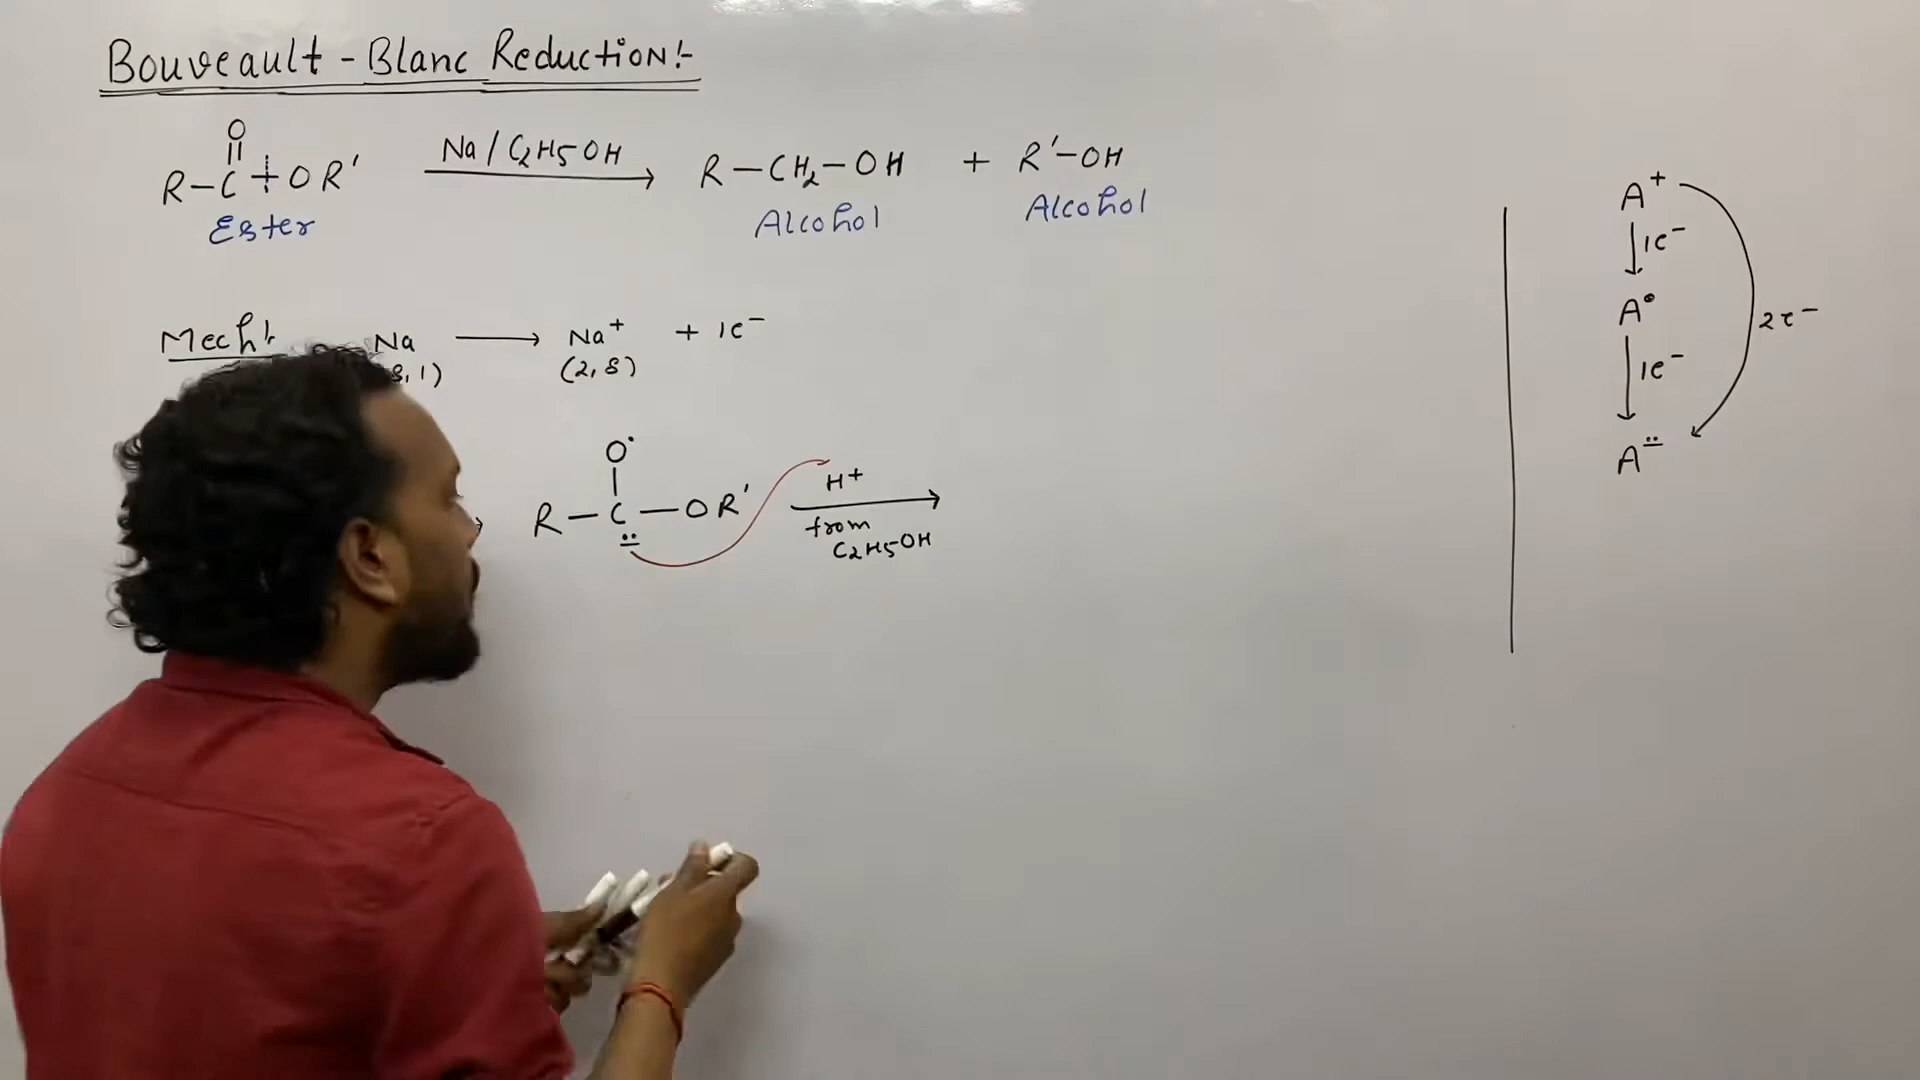 Bouveault - Blanc Reduction:-
O
R-C-OR' Na/C2H5OH R-CH2-OH + R'-OH
Ester Alcohol Alcohol
Mech: Na → Na+ + 1e-
8,1) (2,8)
O•
R-C-OR' H+
from
C2H5OH
A+
1e-
A•
1e-
2e-
A-